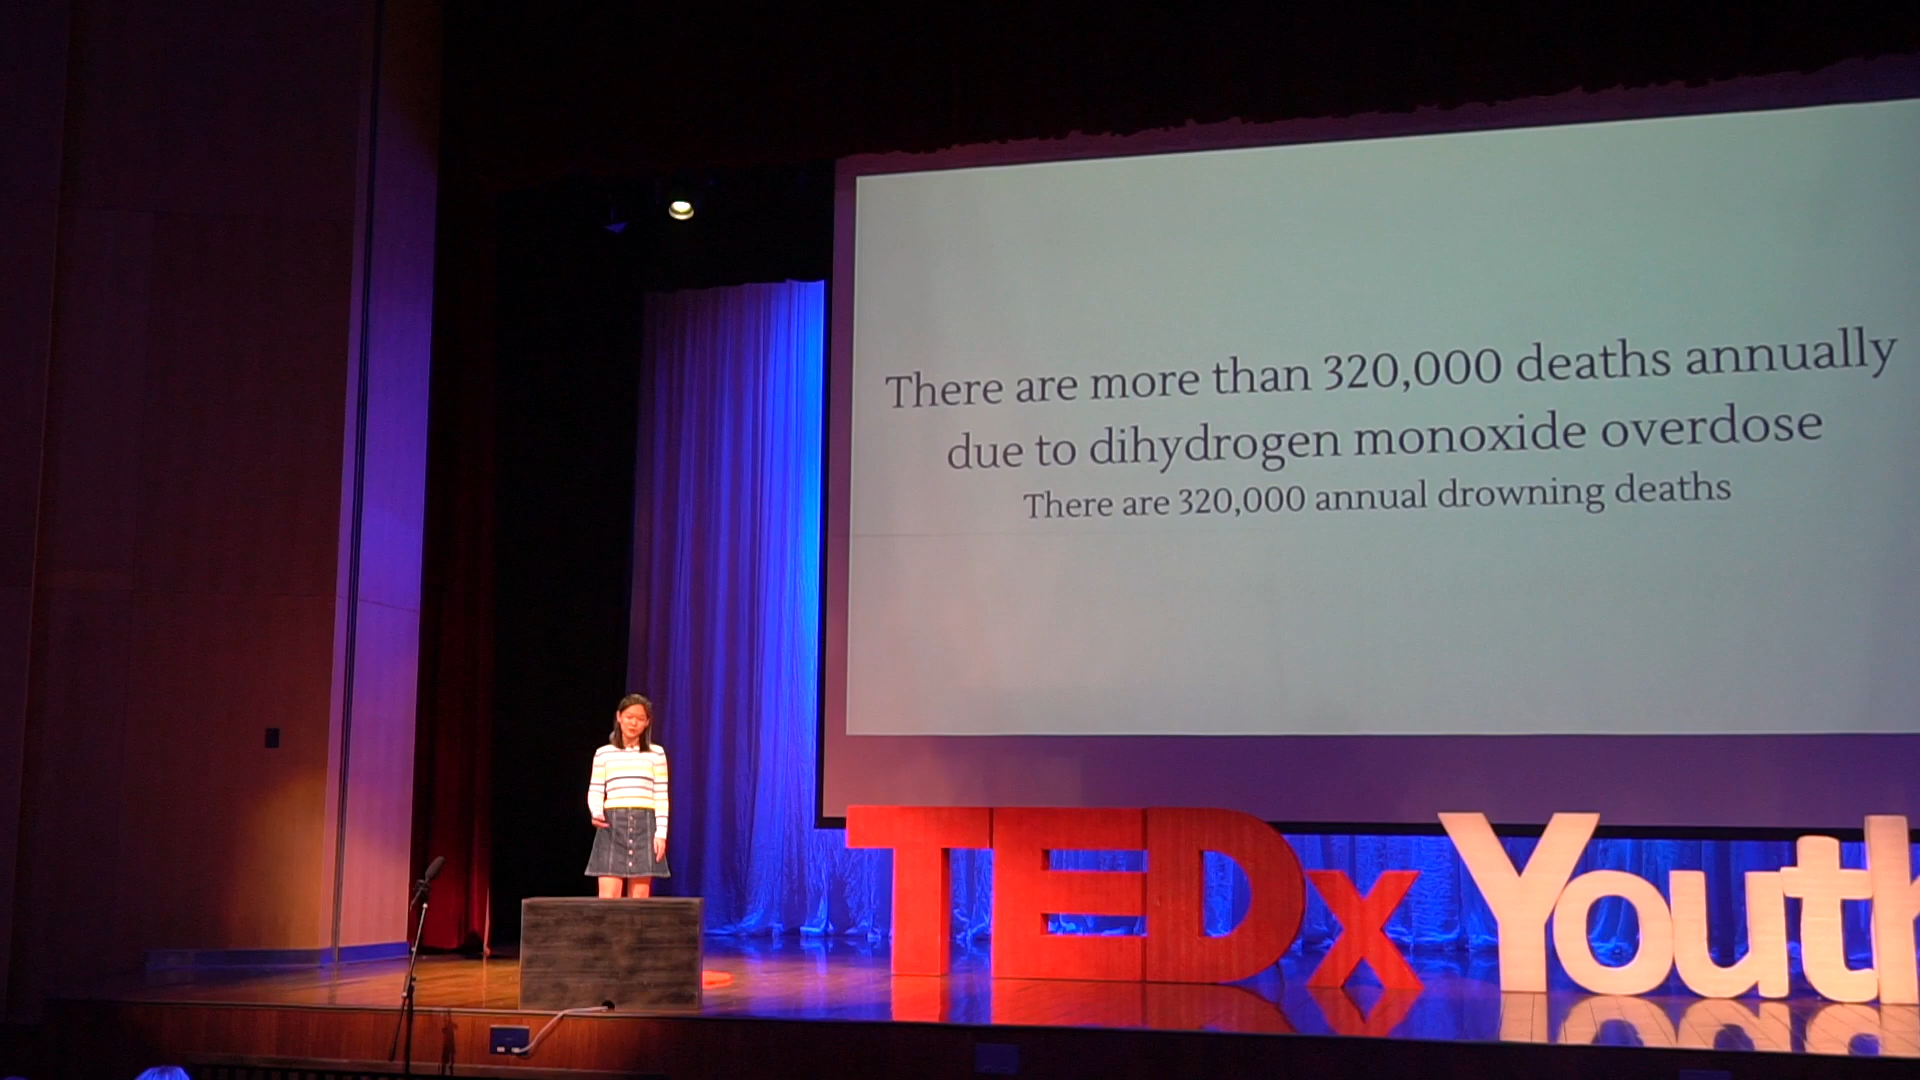 There are more than 320,000 deaths annually
due to dihydrogen monoxide overdose
There are 320,000 annual drowning deaths
TEDx Youth